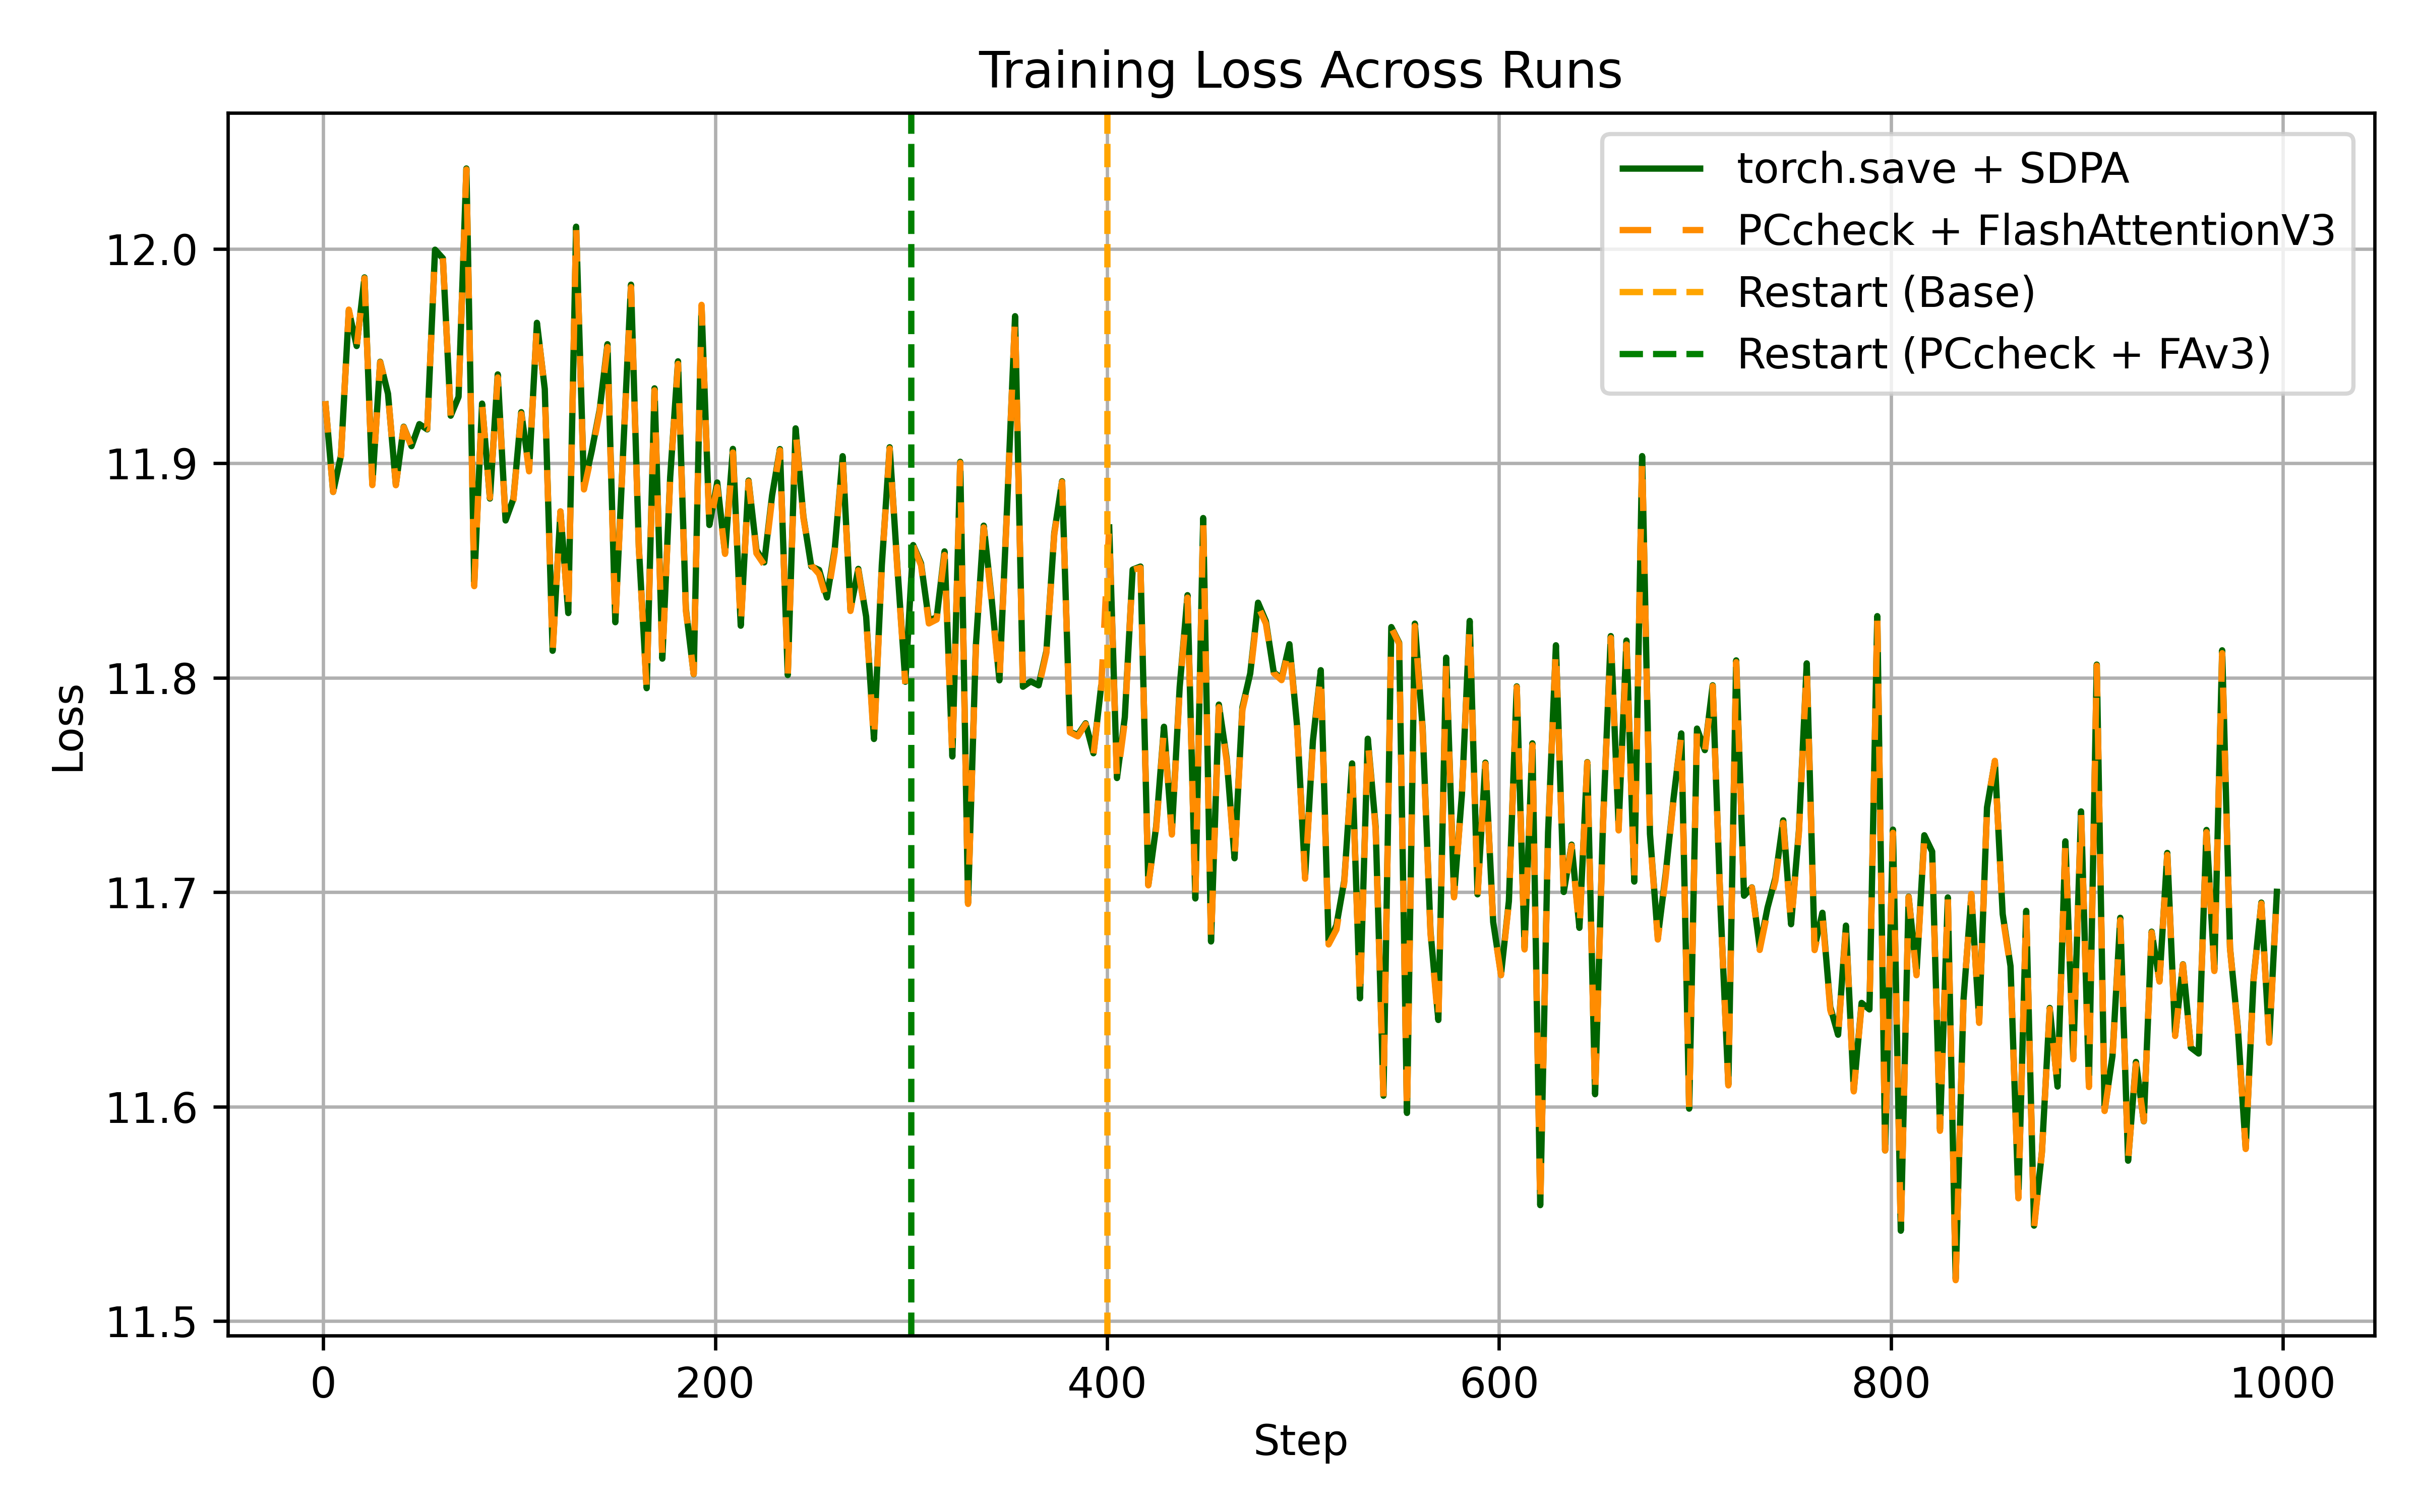 Training Loss Across Runs
torch.save + SDPA
PCcheck + FlashAttentionV3
Restart (Base)
Restart (PCcheck + FAv3)
12.0
11.9
11.8
11.7
11.6
11.5
Loss
0 200 400 600 800 1000
Step